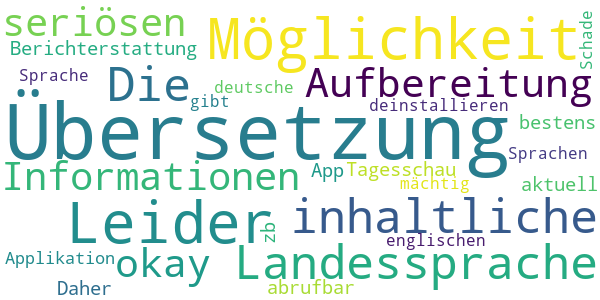 seriösen
Möglichkeit
Schade
Berichterstattung
Sprache
Die
Aufbereitung
deutsche
gibt
deinstallieren
Übersetzung
bestens
Sprachen
Informationen
App
Tagesschau
mächtig
aktuell
Leider
zb
inhaltliche
englischen
Applikation
okay
Landessprache
Daher
abrufbar